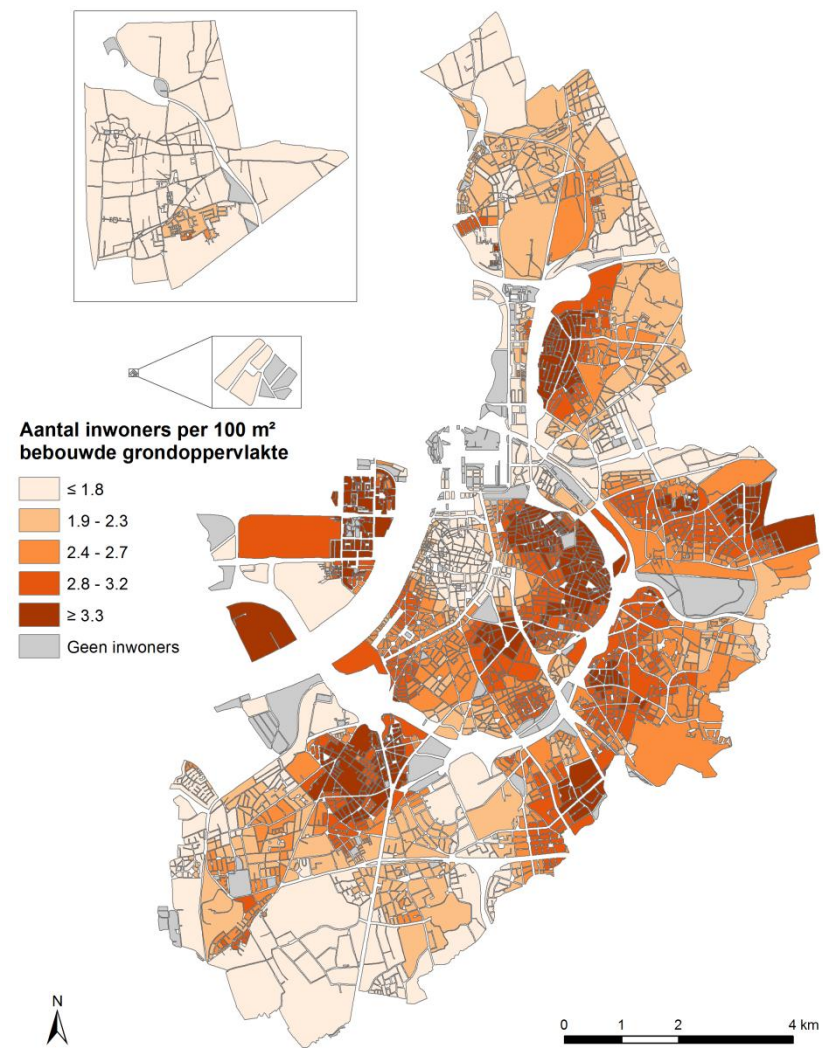 Aantal inwoners per 100 m²
bebouwde grondoppervlakte
≤ 1.8
1.9 - 2.3
2.4 - 2.7
2.8 - 3.2
≥ 3.3
Geen inwoners
N
0 1 2 4 km